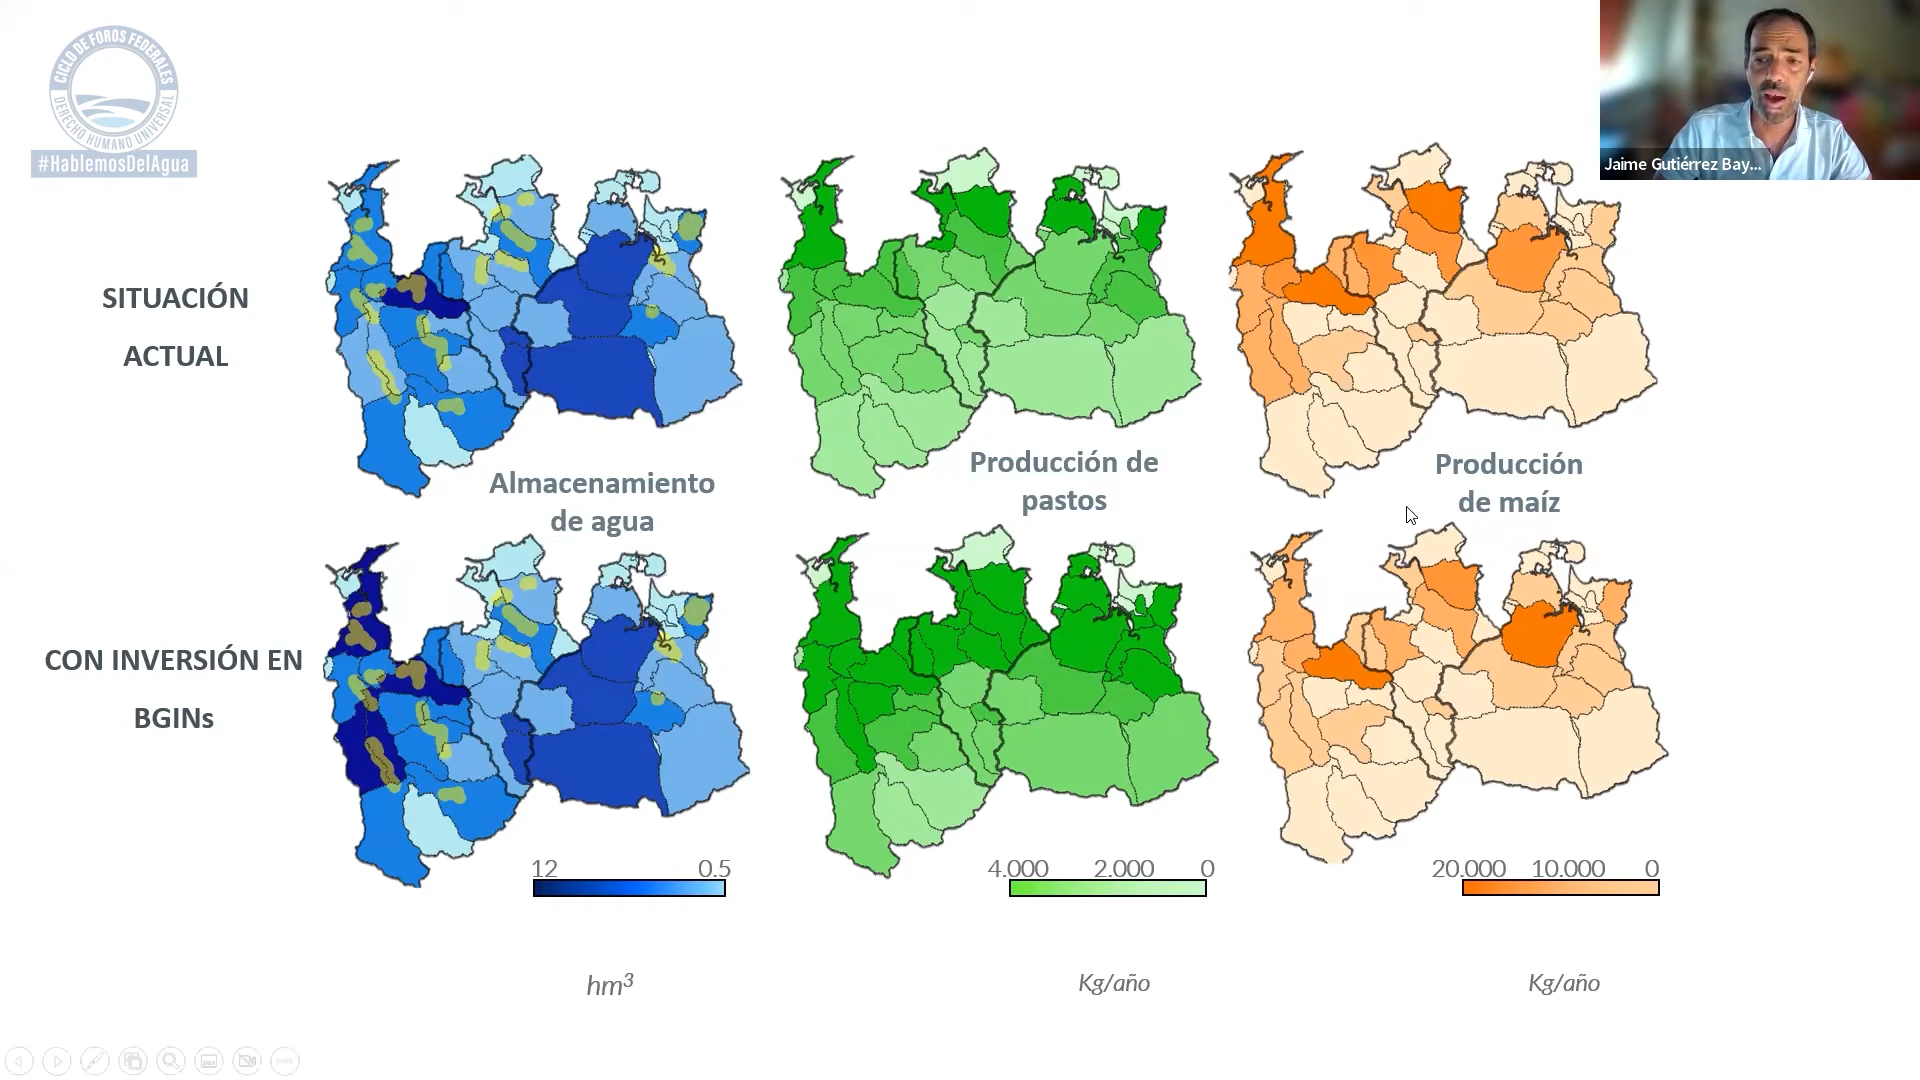 CICLO DE FOROS FEDERALES
DERECHO HUMANO UNIVERSAL
#HablemosDelAgua
Jaime Gutiérrez Bay...
SITUACIÓN
ACTUAL
Almacenamiento
de agua
Producción de
pastos
Producción
de maíz
CON INVERSIÓN EN
BGINs
12 0.5
4.000 2.000 0
20.000 10.000 0
hm³
Kg/año
Kg/año